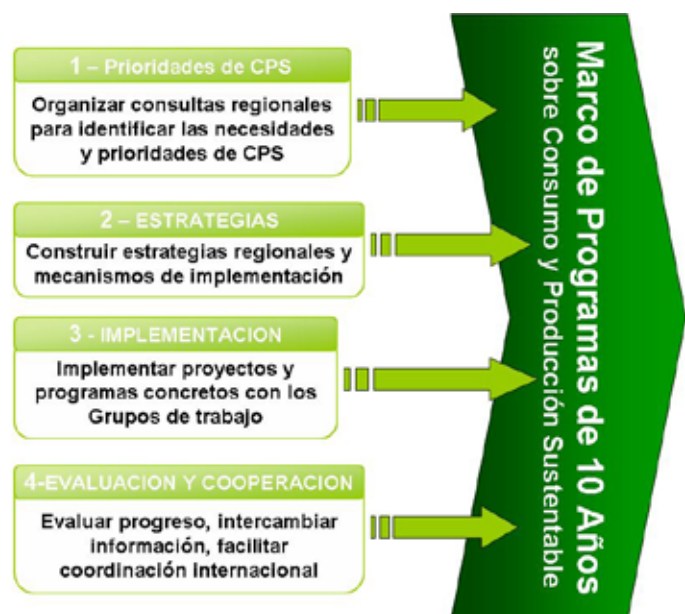 1 – Prioridades de CPS
Organizar consultas regionales
para identificar las necesidades
y prioridades de CPS
2 – ESTRATEGIAS
Construir estrategias regionales y
mecanismos de implementación
3 - IMPLEMENTACION
Implementar proyectos y
programas concretos con los
Grupos de trabajo
4-EVALUACION Y COOPERACION
Evaluar progreso, intercambiar
información, facilitar
coordinación internacional
Marco de Programas de 10 Años
sobre Consumo y Producción Sustentable